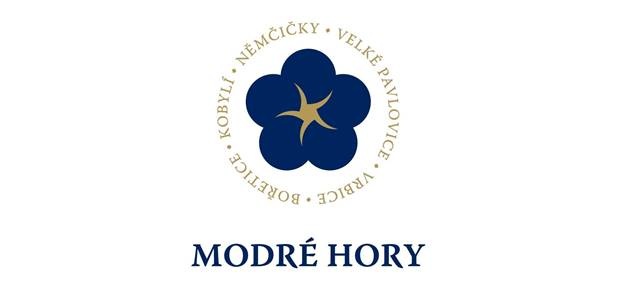 KOBYLÍ • NĚMČIČKY • VELKÉ PAVLOVICE • VRBICE • BOŘETICE •
MODRÉ HORY